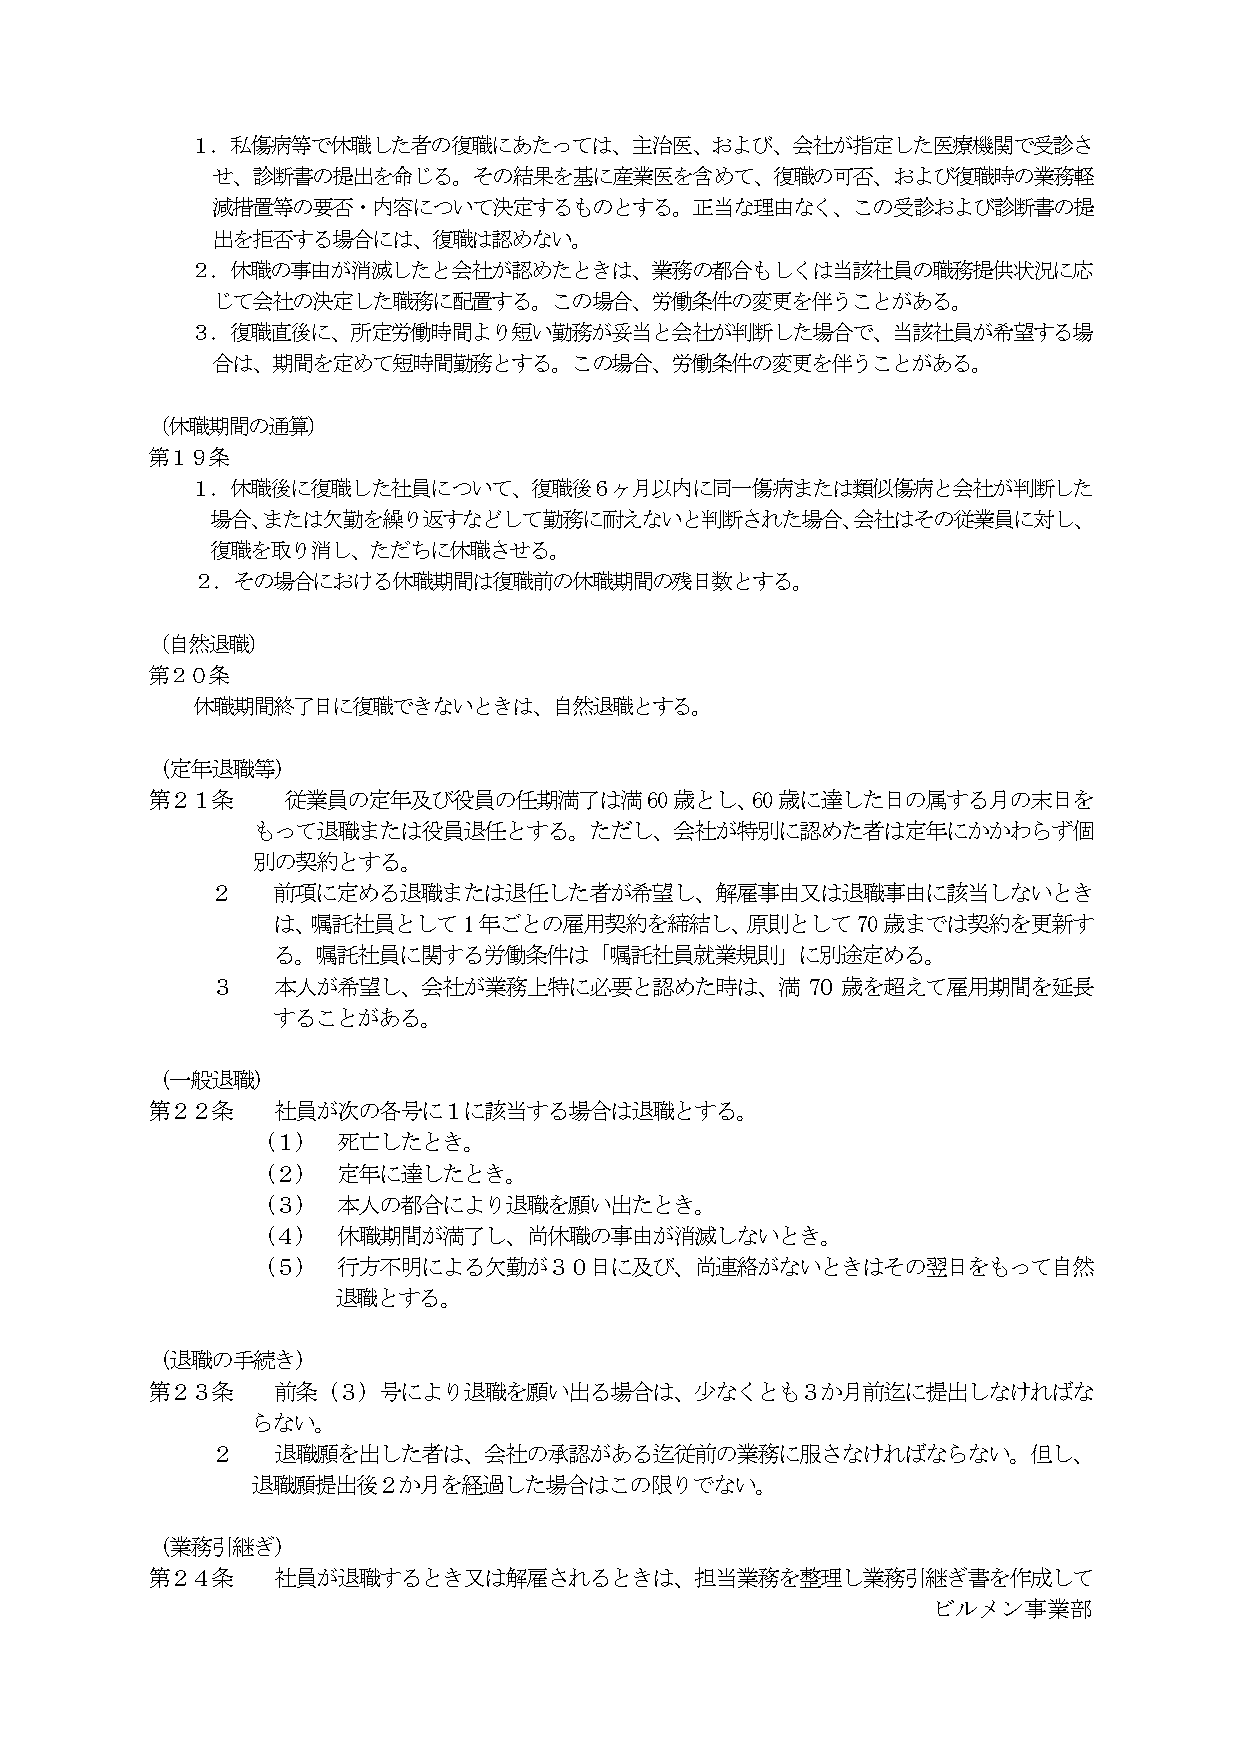 １．私傷病等で休職した者の復職にあたっては、主治医、および、会社が指定した医療機関で受診さ
せ、診断書の提出を命じる。その結果を基に産業医を含めて、復職の可否、および復職時の業務軽
減措置等の要否・内容について決定するものとする。正当な理由なく、この受診および診断書の提
出を拒否する場合には、復職は認めない。
２．休職の事由が消滅したと会社が認めたときは、業務の都合もしくは当該社員の職務提供状況に応
じて会社の決定した職務に配置する。この場合、労働条件の変更を伴うことがある。
３．復職直後に、所定労働時間より短い勤務が妥当と会社が判断した場合で、当該社員が希望する場
合は、期間を定めて短時間勤務とする。この場合、労働条件の変更を伴うことがある。
（休職期間の通算）
第１９条
１．休職後に復職した社員について、復職後６ヶ月以内に同一傷病または類似傷病と会社が判断した
場合、または欠勤を繰り返すなどして勤務に耐えないと判断された場合、会社はその従業員に対し、
復職を取り消し、ただちに休職させる。
２．その場合における休職期間は復職前の休職期間の残日数とする。
（自然退職）
第２０条
休職期間終了日に復職できないときは、自然退職とする。
（定年退職等）
第２１条　　従業員の定年及び役員の任期満了は満60歳とし、60歳に達した日の属する月の末日を
もって退職または役員退任とする。ただし、会社が特別に認めた者は定年にかかわらず個
別の契約とする。
２　　前項に定める退職または退任した者が希望し、解雇事由又は退職事由に該当しないとき
は、嘱託社員として1年ごとの雇用契約を締結し、原則として70歳までは契約を更新す
る。嘱託社員に関する労働条件は「嘱託社員就業規則」に別途定める。
３　　本人が希望し、会社が業務上特に必要と認めた時は、満 70 歳を超えて雇用期間を延長
することがある。
（一般退職）
第２２条　　社員が次の各号に１に該当する場合は退職とする。
（１）　死亡したとき。
（２）　定年に達したとき。
（３）　本人の都合により退職を願い出たとき。
（４）　休職期間が満了し、尚休職の事由が消滅しないとき。
（５）　行方不明による欠勤が３０日に及び、尚連絡がないときはその翌日をもって自然
退職とする。
（退職の手続き）
第２３条　　前条（３）号により退職を願い出る場合は、少なくとも３か月前迄に提出しなければな
らない。
２　　退職願を出した者は、会社の承認がある迄従前の業務に服さなければならない。但し、
退職願提出後２か月を経過した場合はこの限りでない。
（業務引継ぎ）
第２４条　　社員が退職するとき又は解雇されるときは、担当業務を整理し業務引継ぎ書を作成して
ビルメン事業部